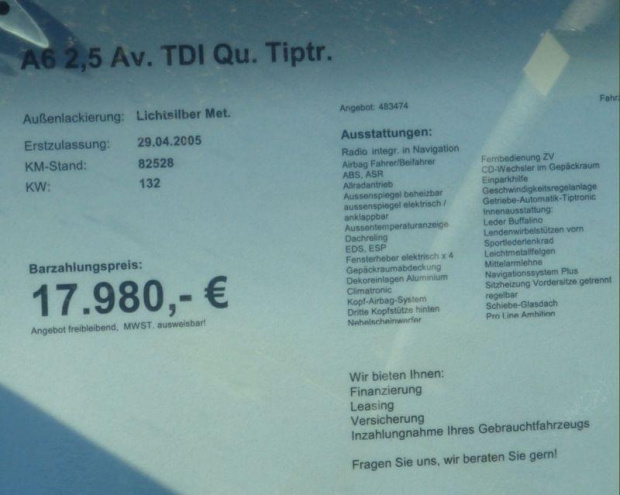 A6 2,5 Av. TDI Qu. Tiptr.
Außenlackierung: Lichtsilber Met.
Erstzulassung: 29.04.2005
KM-Stand: 82528
KW: 132
Barzahlungspreis:
17.980,- €
Angebot freibleibend, MWST. ausweisbar!
Angebot: 483474
Ausstattungen:
Radio integr. in Navigation
Airbag Fahrer/Beifahrer
ABS, ASR
Allradantrieb
Aussenspiegel beheizbar
aussenspiegel elektrisch /
anklappbar
Aussentemperaturanzeige
Dachreling
EDS, ESP
Fensterheber elektrisch x 4
Gepäckraumabdeckung
Dekoreinlagen Aluminium
Climatronic
Kopf-Airbag-System
Dritte Kopfstütze hinten
Nebelscheinwerfer
Fernbedienung ZV
CD-Wechsler im Gepäckraum
Einparkhilfe
Geschwindigkeitsregelanlage
Getriebe-Automatik-Tiptronic
Innenausstattung:
Leder Buffalino
Lendenwirbelstützen vorn
Sportlederlenkrad
Leichtmetallfelgen
Mittelarmlehne
Navigationssystem Plus
Sitzheizung Vordersitze getrennt
regelbar
Schiebe-Glasdach
Pro Line Ambition
Wir bieten Ihnen:
Finanzierung
Leasing
Versicherung
Inzahlungnahme Ihres Gebrauchtfahrzeugs
Fragen Sie uns, wir beraten Sie gern!